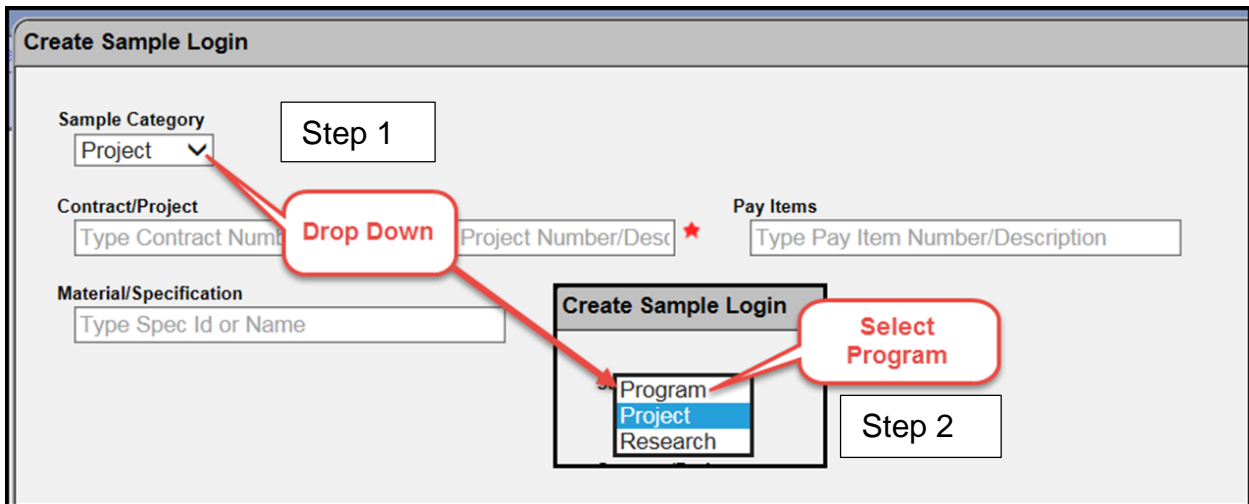 Create Sample Login
Sample Category
Step 1
Project
Contract/Project
Pay Items
Type Contract
Drop Down
Project Number/Desc
Type Pay Item Number/Description
Material/Specification
Type Spec Id or Name
Create Sample Login
Select
Program
Program
Project
Research
Step 2